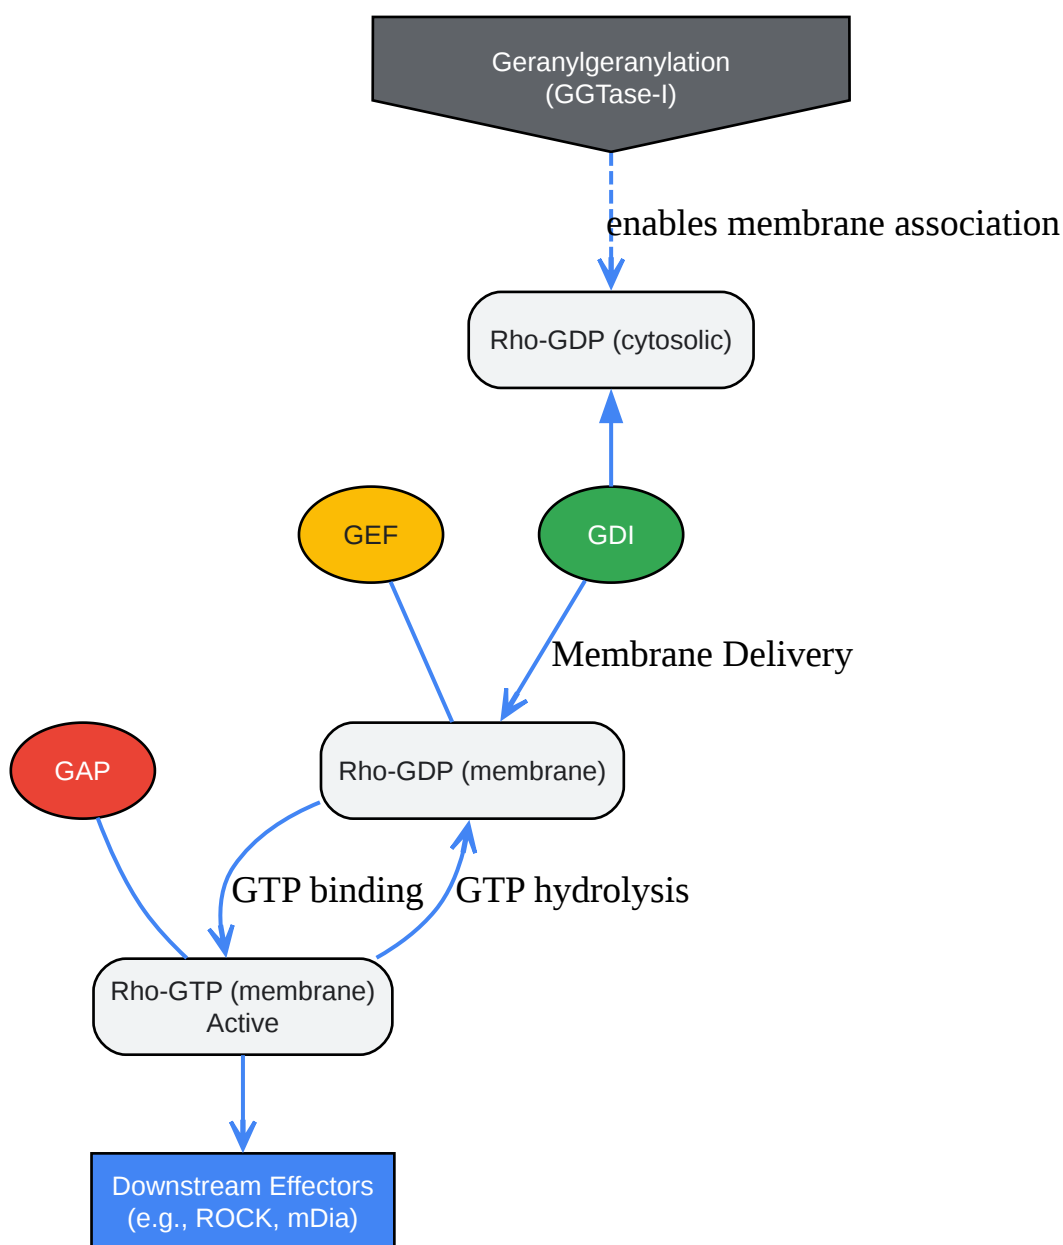 Geranylgeranylation
(GGTase-I)
enables membrane association
Rho-GDP (cytosolic)
GEF
GDI
Membrane Delivery
GAP
Rho-GDP (membrane)
GTP binding
GTP hydrolysis
Rho-GTP (membrane)
Active
Downstream Effectors
(e.g., ROCK, mDia)